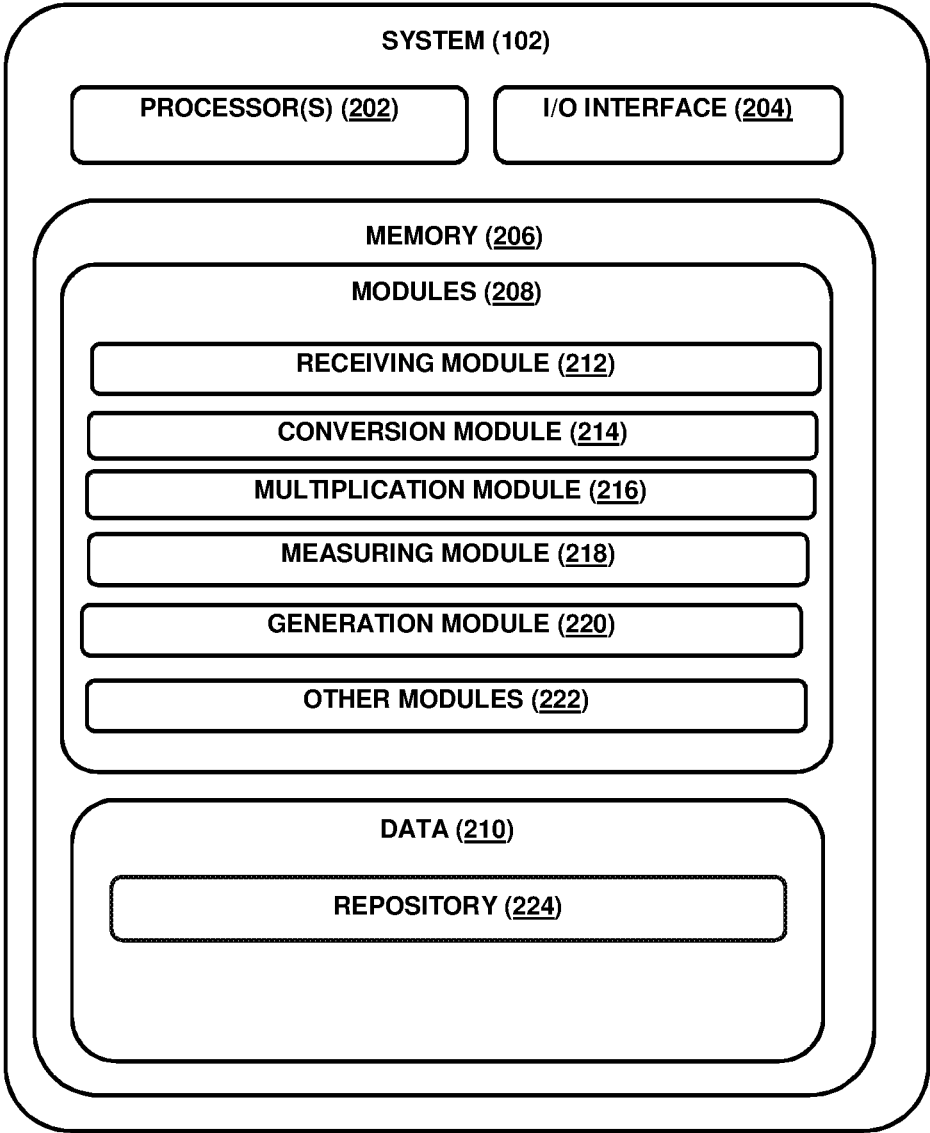 SYSTEM (102)
PROCESSOR(S) (202)
I/O INTERFACE (204)
MEMORY (206)
MODULES (208)
RECEIVING MODULE (212)
CONVERSION MODULE (214)
MULTIPLICATION MODULE (216)
MEASURING MODULE (218)
GENERATION MODULE (220)
OTHER MODULES (222)
DATA (210)
REPOSITORY (224)